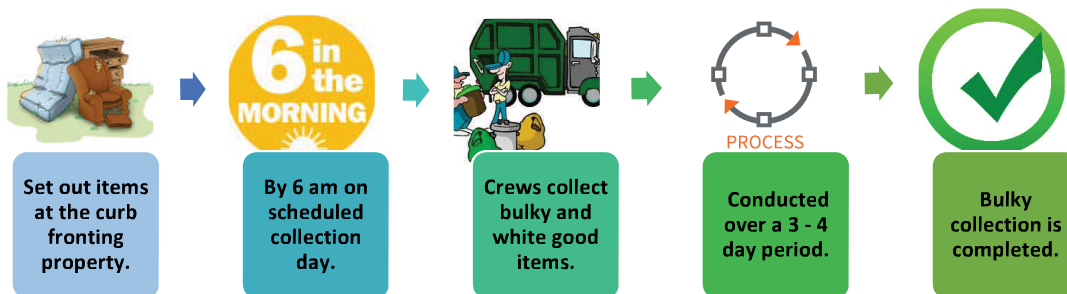 6 in
the
MORNING
PROCESS
Set out items
at the curb
fronting
property.
By 6 am on
scheduled
collection
day.
Crews collect
bulky and
white good
items.
Conducted
over a 3 - 4
day period.
Bulky
collection is
completed.